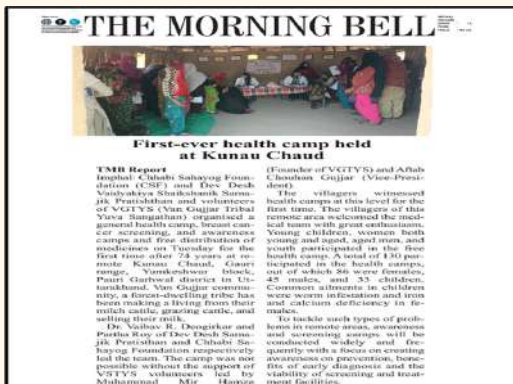 THE MORNING BELL
First-ever health camp held
at Kunau Chaud
TMB Report
Imphal: Chhabi Sahayog Foun-
dation (CSF) and Dev Desh
Vaidyakiya Shaikshanik Sama-
jik Pratishthan and volunteers
of VGTYS (Van Gujjar Tribal
Yuva Sangathan) organised a
general health camp, breast can-
cer screening, and awareness
camps and free distribution of
medicines on Tuesday for the
first time after 74 years at re-
mote Kunau Chaud, Gauri
range, Yamkeshwar block,
Pauri Garhwal district in Ut-
tarakhand. Van Gujjar commu-
nity, a forest-dwelling tribe has
been making a living from their
milch cattle, grazing cattle, and
selling their milk.
Dr. Vaibav R. Deogirkar and
Partha Roy of Dev Desh Sama-
jik Pratisthan and Chhabi Sa-
hayog Foundation respectively
led the team. The camp was not
possible without the support of
VSTYS volunteers led by
Muhammad Mir Hamza
(Founder of VGTYS) and Aftab
Chouhan Gujjar (Vice-Presi-
dent).
The villagers witnessed
health camps at this level for the
first time. The villagers of this
remote area welcomed the med-
ical team with great enthusiasm.
Young children, women both
young and aged, aged men, and
youth participated in the free
health camp. A total of 130 par-
ticipated in the health camps,
out of which 86 were females,
45 males, and 33 children.
Common ailments in children
were worm infestation and iron
and calcium deficiency in fe-
males.
To tackle such types of prob-
lems in remote areas, awareness
and screening camps will be
conducted widely and fre-
quently with a focus on creating
awareness on prevention, bene-
fits of early diagnosis and the
viability of screening and treat-
ment facilities.